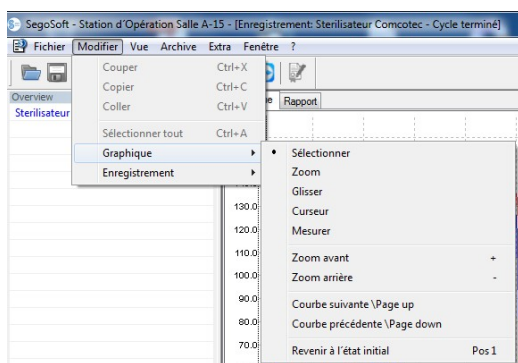 SegoSoft - Station d´Opération Salle A-15 - [Enregistrement: Sterilisateur Comcotec - Cycle terminé]
Fichier Modifier Vue Archive Extra Fenêtre ?
Overview
Rapport
Sterilisateur
Couper Ctrl+X
Copier Ctrl+C
Coller Ctrl+V
Sélectionner tout Ctrl+A
Graphique
Enregistrement
Sélectionner
Zoom
Glisser
Curseur
Mesurer
Zoom avant +
Zoom arrière -
Courbe suivante \Page up
Courbe précédente \Page down
Revenir à l´état initial Pos 1
130.0
120.0
110.0
100.0
90.0
80.0
70.0